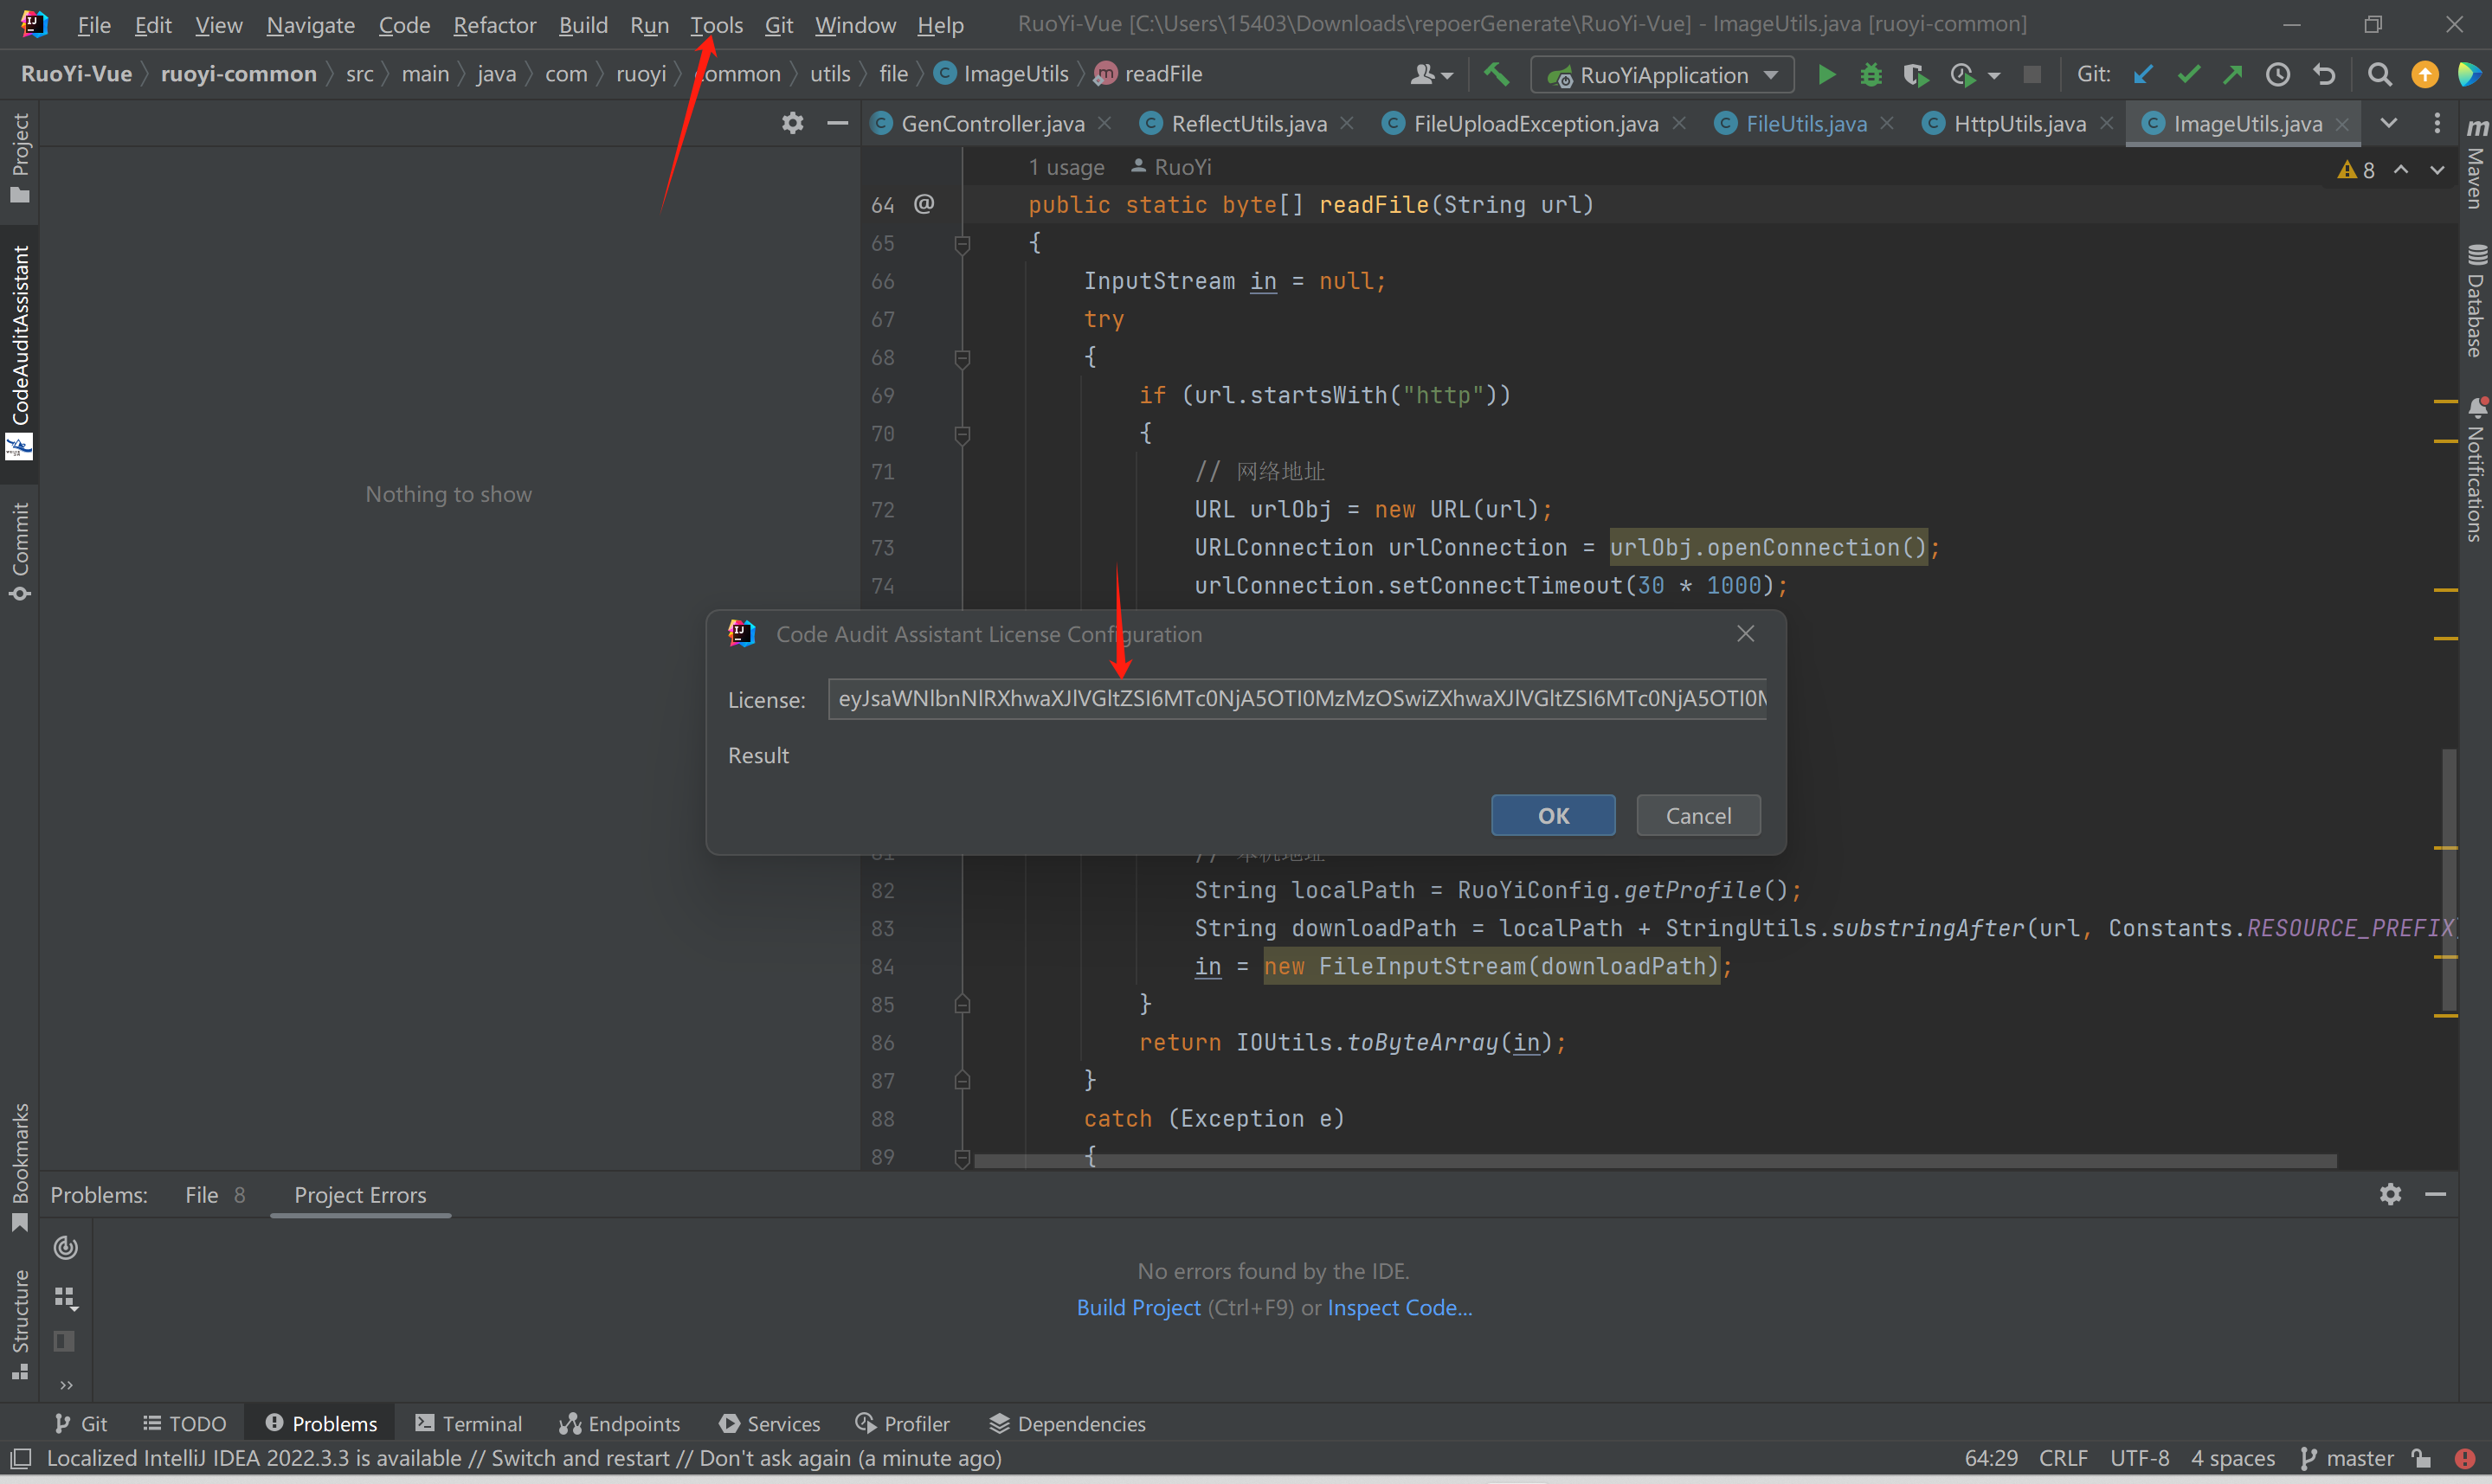 File Edit View Navigate Code Refactor Build Run Tools Git Window Help RuoYi-Vue [C:\Users\15403\Downloads\repoerGenerate\RuoYi-Vue] - ImageUtils.java [ruoyi-common]
RuoYi-Vue ruoyi-common src main java com ruoyi common utils file ImageUtils readFile RuoYiApplication Git:
GenController.java ReflectUtils.java FileUploadException.java FileUtils.java HttpUtils.java ImageUtils.java
Project
CodeAuditAssistant
Commit
Bookmarks
Structure
Maven
Database
Notifications
Nothing to show
1 usage RuoYi
8
64 @ public static byte[] readFile(String url)
65 {
66 InputStream in = null;
67 try
68 {
69 if (url.startsWith("http"))
70 {
71 // 网络地址
72 URL urlObj = new URL(url);
73 URLConnection urlConnection = urlObj.openConnection();
74 urlConnection.setConnectTimeout(30 * 1000);
Code Audit Assistant License Configuration
License: eyJsaWNlbnNlRXhwaXJlVGltZSI6MTc0NjA5OTI0MzMzOSwiZXhwaXJlVGltZSI6MTc0NjA5OTI0M
Result
OK Cancel
81 // 本机地址
82 String localPath = RuoYiConfig.getProfile();
83 String downloadPath = localPath + StringUtils.substringAfter(url, Constants.RESOURCE_PREFIX)
84 in = new FileInputStream(downloadPath);
85 }
86 return IOUtils.toByteArray(in);
87 }
88 catch (Exception e)
89 {
Problems: File 8 Project Errors
No errors found by the IDE.
Build Project (Ctrl+F9) or Inspect Code...
Git TODO Problems Terminal Endpoints Services Profiler Dependencies
Localized IntelliJ IDEA 2022.3.3 is available // Switch and restart // Don't ask again (a minute ago) 64:29 CRLF UTF-8 4 spaces master